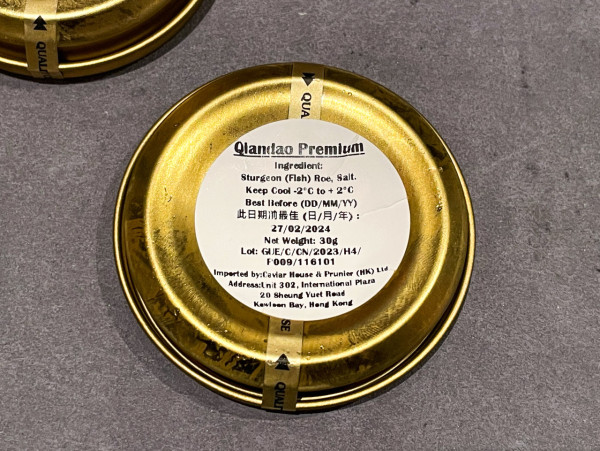 QUAL
QUA
Qiandao Premium
Ingredient:
Sturgeon (Fish) Roe, Salt.
Keep Cool -2°C to + 2°C
Best Before (DD/MM/YY)
此日期前最佳 (日/月/年) :
27/02/2024
Net Weight: 30g
Lot: GUE/C/CN/2023/H4/
F009/116101
Imported by:Caviar House & Prunier (HK) Ltd
Address:Unit 302, International Plaza
20 Sheung Yuet Road
Kowloon Bay, Hong Kong
SE
QUALI